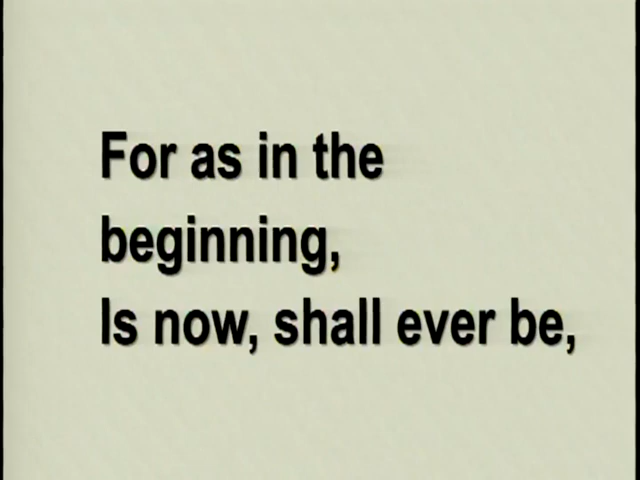 For as in the
beginning,
Is now, shall ever be,